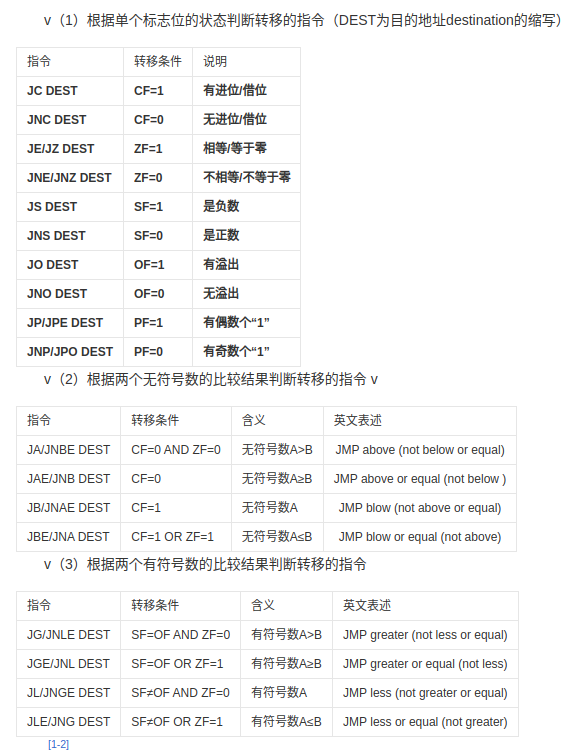 v（1）根据单个标志位的状态判断转移的指令（DEST为目的地址destination的缩写）
指令 转移条件 说明
JC DEST CF=1 有进位/借位
JNC DEST CF=0 无进位/借位
JE/JZ DEST ZF=1 相等/等于零
JNE/JNZ DEST ZF=0 不相等/不等于零
JS DEST SF=1 是负数
JNS DEST SF=0 是正数
JO DEST OF=1 有溢出
JNO DEST OF=0 无溢出
JP/JPE DEST PF=1 有偶数个“1”
JNP/JPO DEST PF=0 有奇数个“1”
v（2）根据两个无符号数的比较结果判断转移的指令 v
指令 转移条件 含义 英文表述
JA/JNBE DEST CF=0 AND ZF=0 无符号数A>B JMP above (not below or equal)
JAE/JNB DEST CF=0 无符号数A≥B JMP above or equal (not below )
JB/JNAE DEST CF=1 无符号数A JMP blow (not above or equal)
JBE/JNA DEST CF=1 OR ZF=1 无符号数A≤B JMP blow or equal (not above)
v（3）根据两个有符号数的比较结果判断转移的指令
指令 转移条件 含义 英文表述
JG/JNLE DEST SF=OF AND ZF=0 有符号数A>B JMP greater (not less or equal)
JGE/JNL DEST SF=OF OR ZF=1 有符号数A≥B JMP greater or equal (not less)
JL/JNGE DEST SF≠OF AND ZF=0 有符号数A JMP less (not greater or equal)
JLE/JNG DEST SF≠OF OR ZF=1 有符号数A≤B JMP less or equal (not greater)
[1-2]